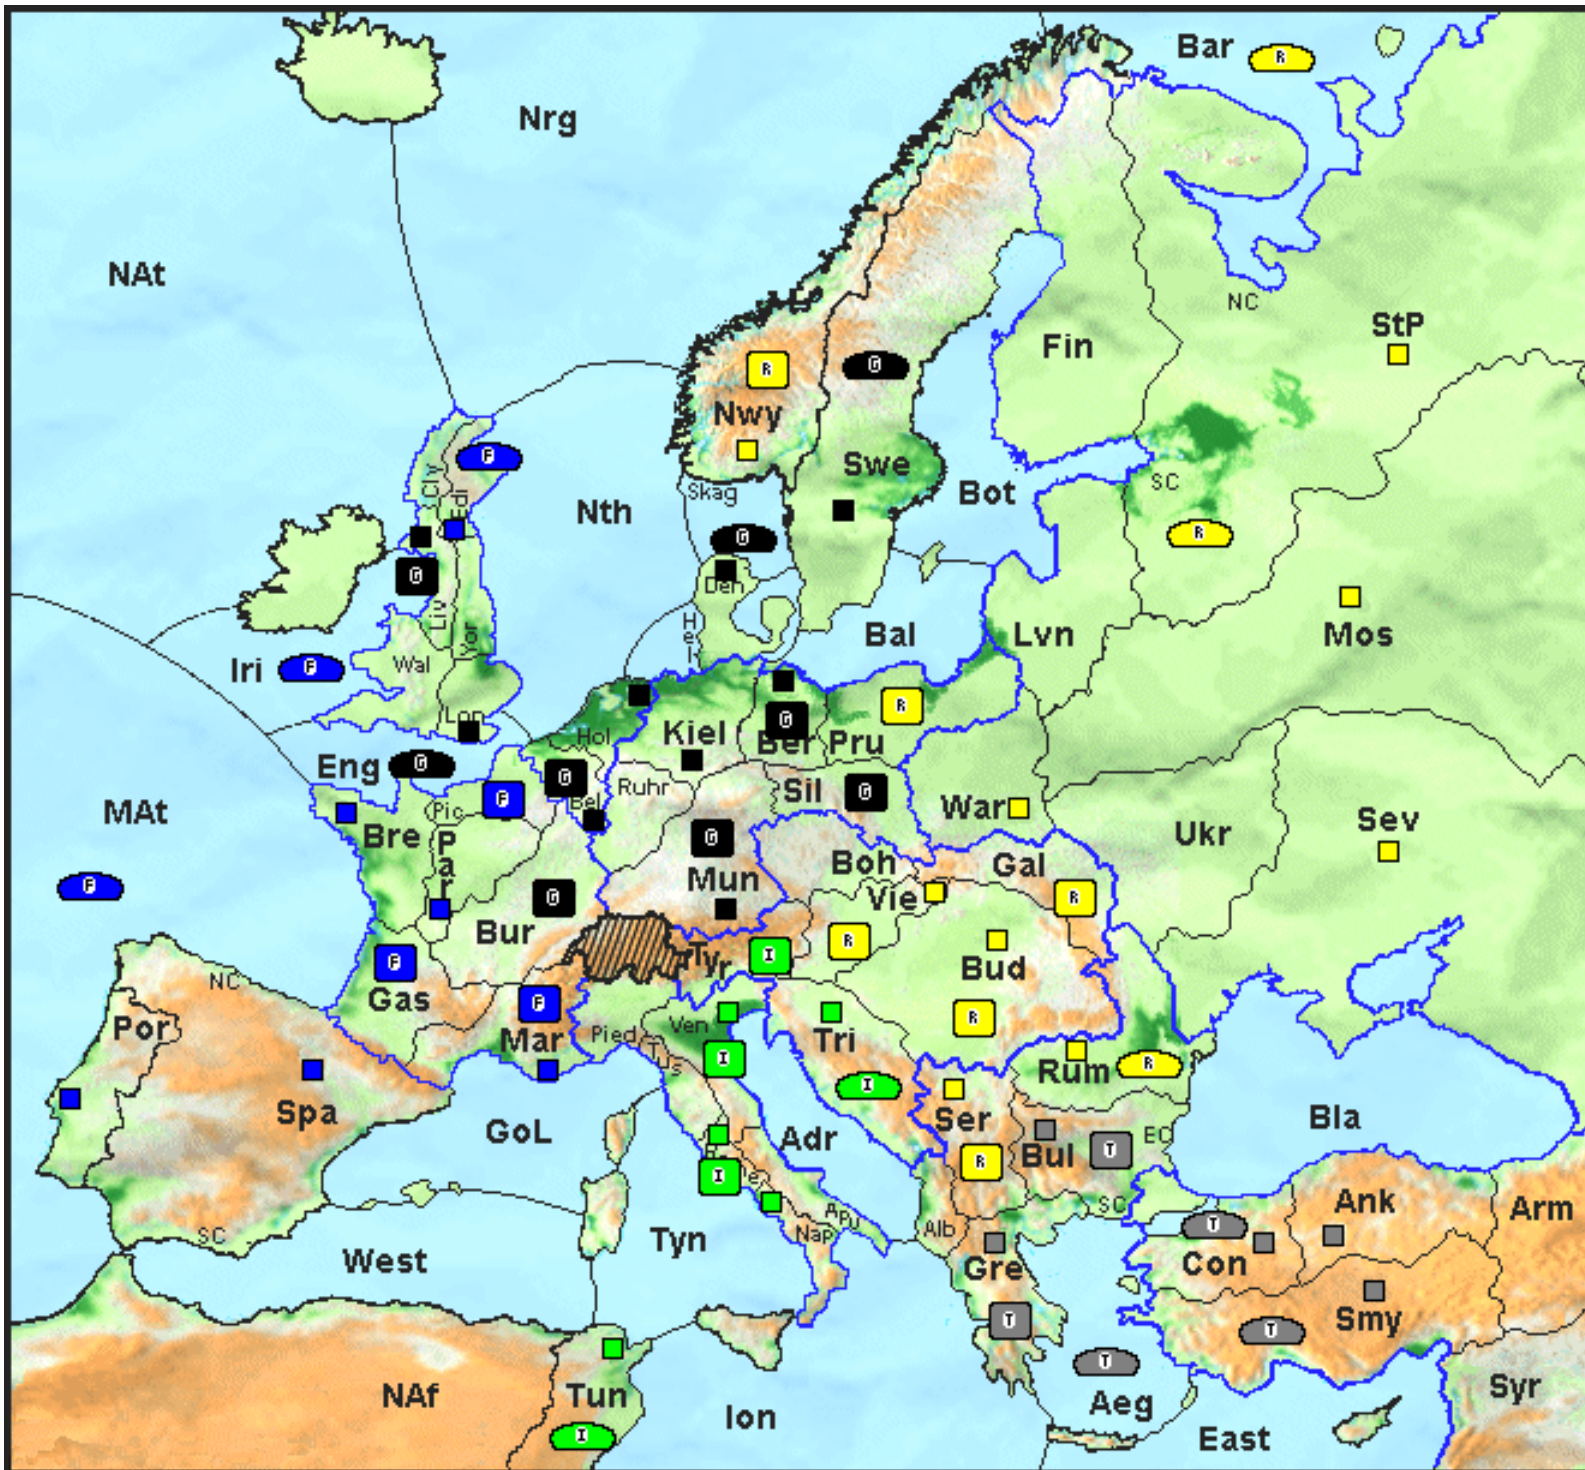 Bar
R
Nrg
NAt
NC
StP
Fin
R
G
Nwy
F
Cly
Edi
Swe
SC
Bot
Skag
Nth
R
G
G
Den
Liv
Yor
Hel
Bal
Lvn
Mos
Iri
F
Wal
R
Lon
Hol
Kiel
G
Ber
Pru
Eng
G
G
Ruhr
Sil
G
F
Bel
War
MAt
Pic
Bre
Par
G
Ukr
Sev
Boh
Gal
F
Mun
Vie
G
R
Bur
R
Tyr
I
Bud
F
NC
Gas
F
Por
Mar
Pied
Ven
Tri
R
Tus
I
Rum
R
I
Spa
Ser
GoL
Adr
Bla
EC
Bul
T
R
I
Ank
SC
Arm
Apu
Nap
Alb
T
SC
Tyn
West
Con
Gre
T
Smy
T
T
NAf
Tun
Aeg
Syr
Ion
I
East